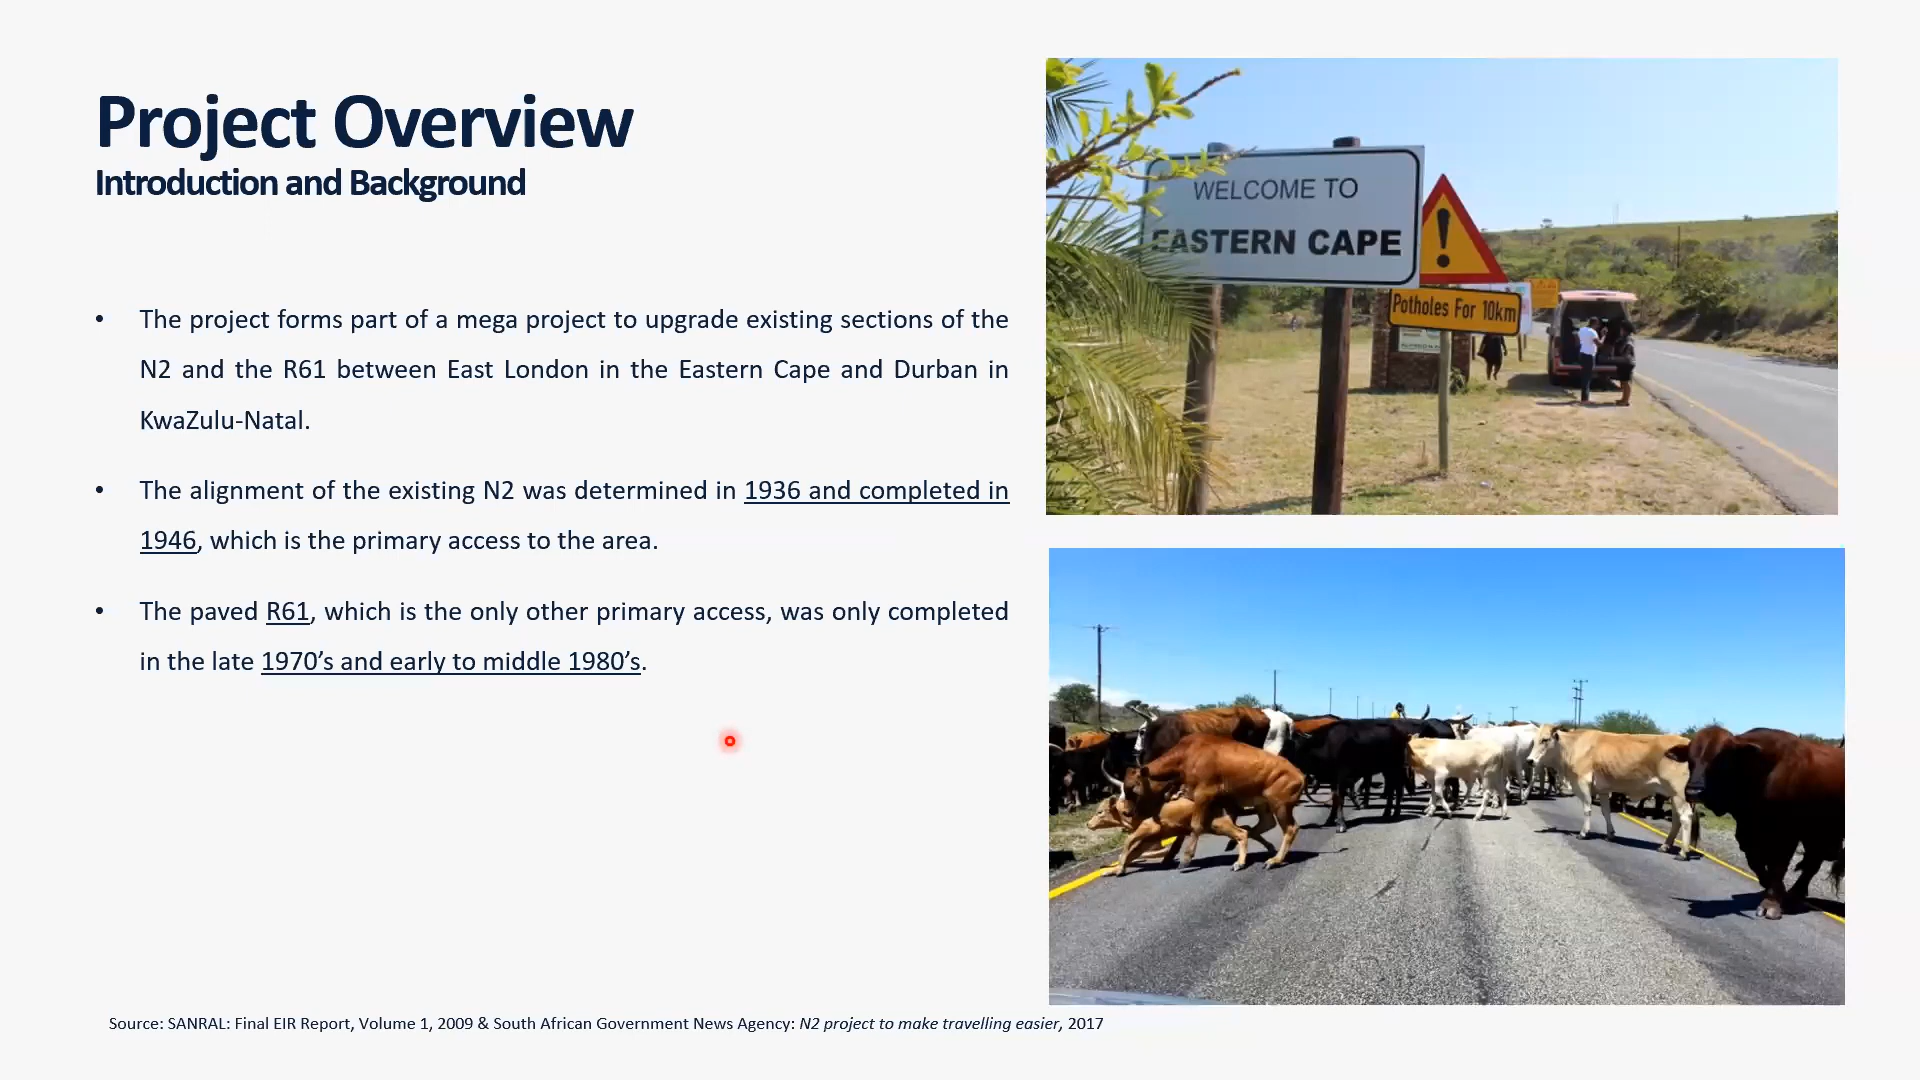 Project Overview
Introduction and Background
• The project forms part of a mega project to upgrade existing sections of the
N2 and the R61 between East London in the Eastern Cape and Durban in
KwaZulu-Natal.
• The alignment of the existing N2 was determined in 1936 and completed in
1946, which is the primary access to the area.
• The paved R61, which is the only other primary access, was only completed
in the late 1970’s and early to middle 1980’s.
WELCOME TO
EASTERN CAPE
Potholes For 10km
Source: SANRAL: Final EIR Report, Volume 1, 2009 & South African Government News Agency: N2 project to make travelling easier, 2017